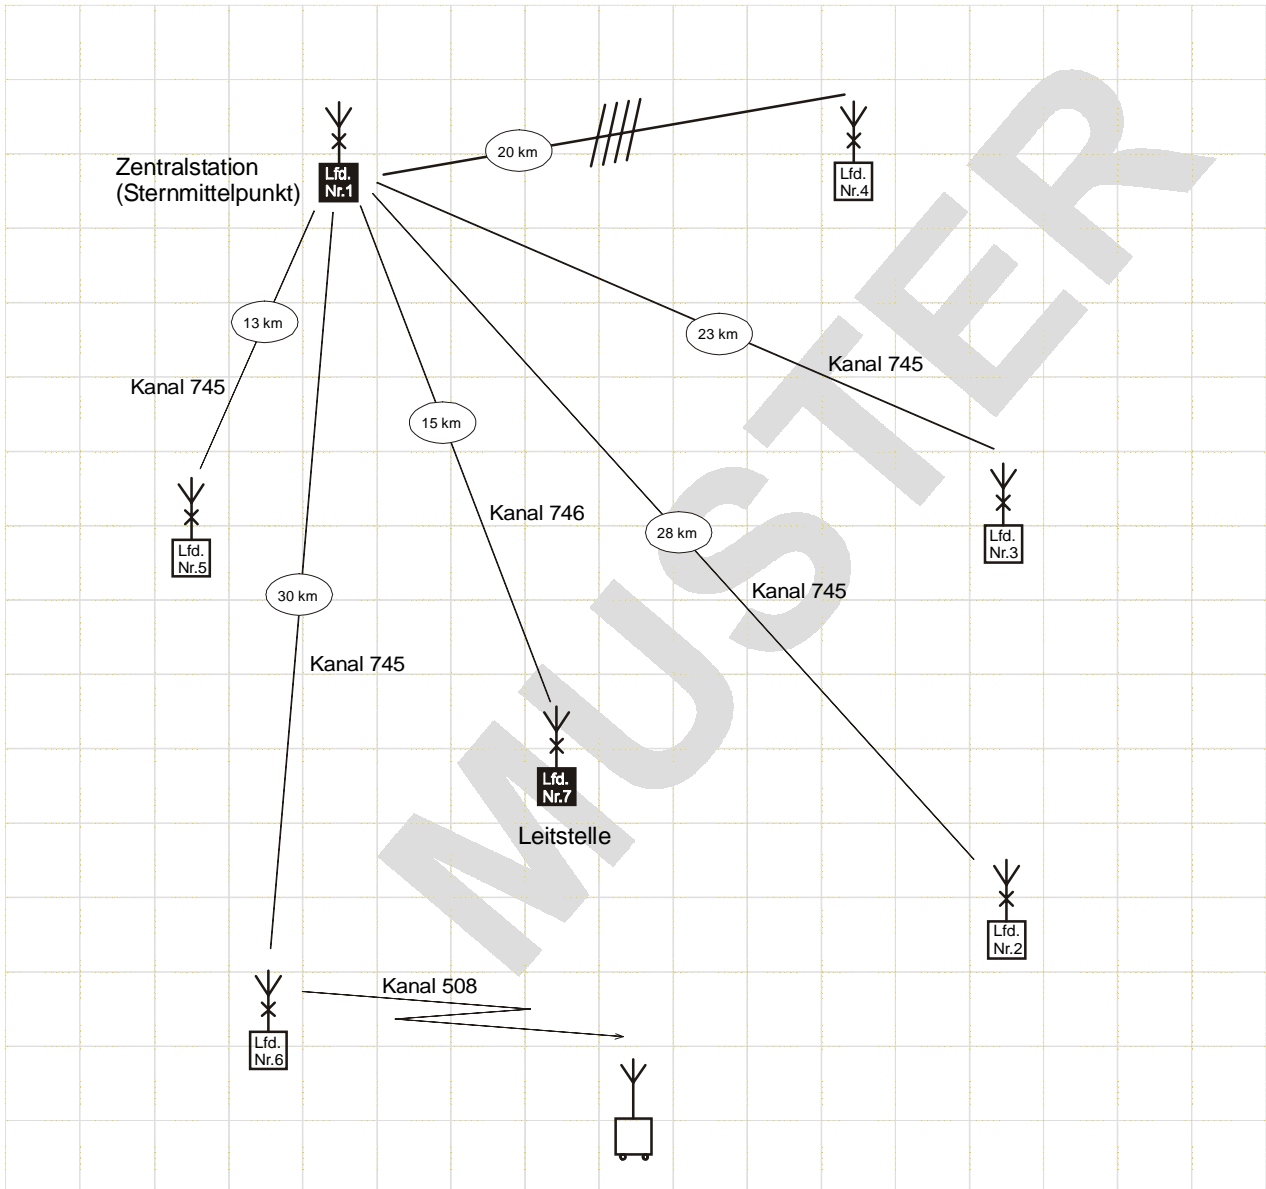 Zentralstation
(Sternmittelpunkt)
Lfd.
Nr.1
20 km
Lfd.
Nr.4
13 km
23 km
Kanal 745
Kanal 745
15 km
Lfd.
Nr.5
Kanal 746
28 km
Lfd.
Nr.3
30 km
Kanal 745
Kanal 745
Lfd.
Nr.7
Leitstelle
Lfd.
Nr.2
Kanal 508
Lfd.
Nr.6
MUSTER